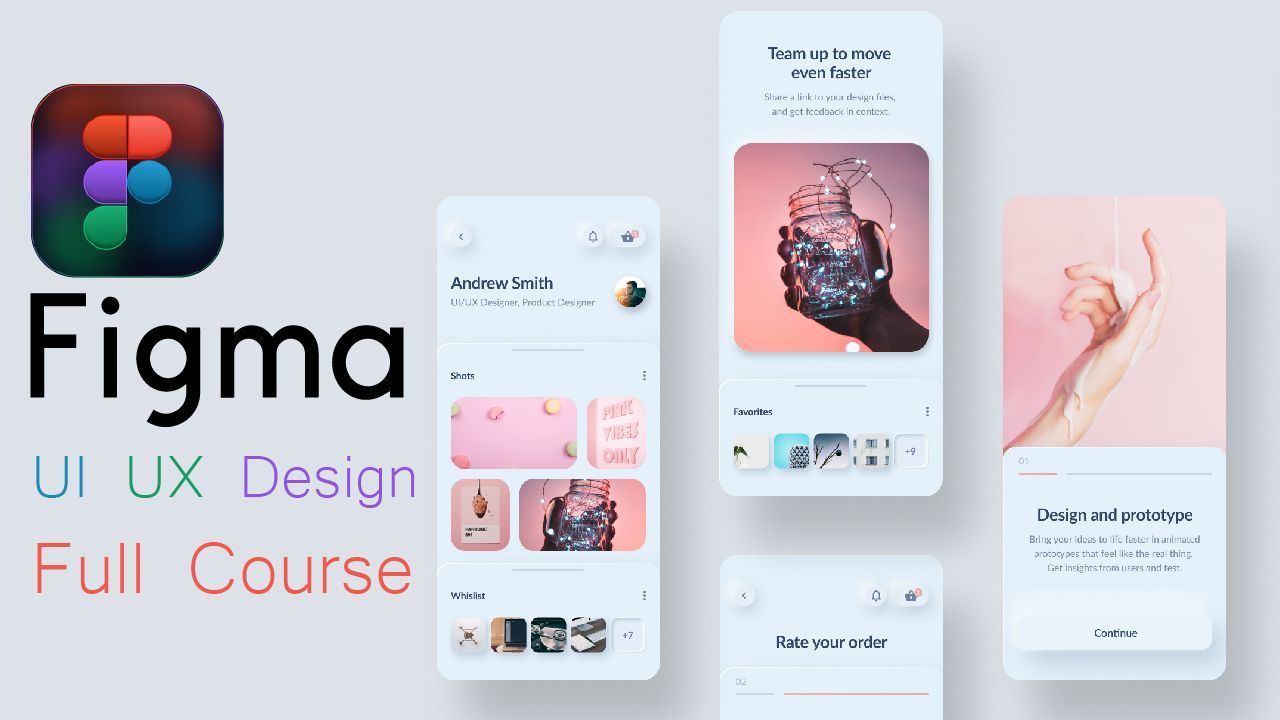 Figma
UI UX Design
Full Course
Andrew Smith
UI/UX Designer, Product Designer
Shots
PINK
VIBES
ONLY
PANTONE
Whislist
+7
Team up to move
even faster
Share a link to your design files,
and get feedback in context.
Favorites
+9
Rate your order
02
01
Design and prototype
Bring your ideas to life faster in animated
prototypes that feel like the real thing.
Get insights from users and test.
Continue